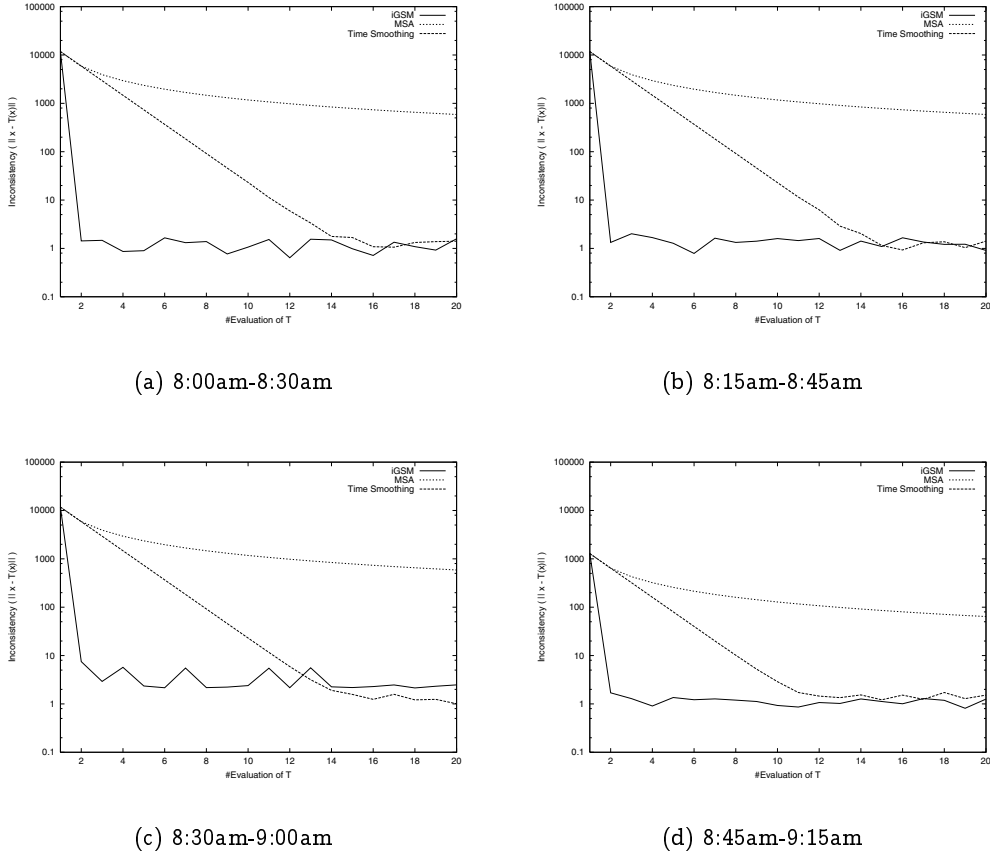 100000
10000
1000
100
10
1
0.1
Inconsistency ( || x - T(x)|| )
iGSM
MSA
Time Smoothing
2 4 6 8 10 12 14 16 18 20
#Evaluation of T
(a) 8:00am-8:30am
100000
10000
1000
100
10
1
0.1
Inconsistency ( || x - T(x)|| )
iGSM
MSA
Time Smoothing
2 4 6 8 10 12 14 16 18 20
#Evaluation of T
(b) 8:15am-8:45am
100000
10000
1000
100
10
1
0.1
Inconsistency ( || x - T(x)|| )
iGSM
MSA
Time Smoothing
2 4 6 8 10 12 14 16 18 20
#Evaluation of T
(c) 8:30am-9:00am
100000
10000
1000
100
10
1
0.1
Inconsistency ( || x - T(x)|| )
iGSM
MSA
Time Smoothing
2 4 6 8 10 12 14 16 18 20
#Evaluation of T
(d) 8:45am-9:15am